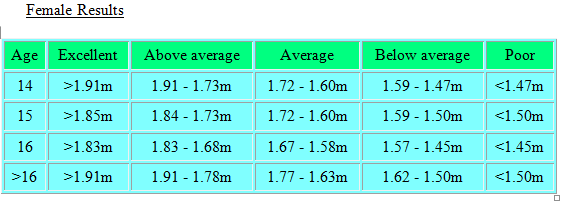 Female Results
Age Excellent Above average Average Below average Poor
14 >1.91m 1.91 - 1.73m 1.72 - 1.60m 1.59 - 1.47m <1.47m
15 >1.85m 1.84 - 1.73m 1.72 - 1.60m 1.59 - 1.50m <1.50m
16 >1.83m 1.83 - 1.68m 1.67 - 1.58m 1.57 - 1.45m <1.45m
>16 >1.91m 1.91 - 1.78m 1.77 - 1.63m 1.62 - 1.50m <1.50m